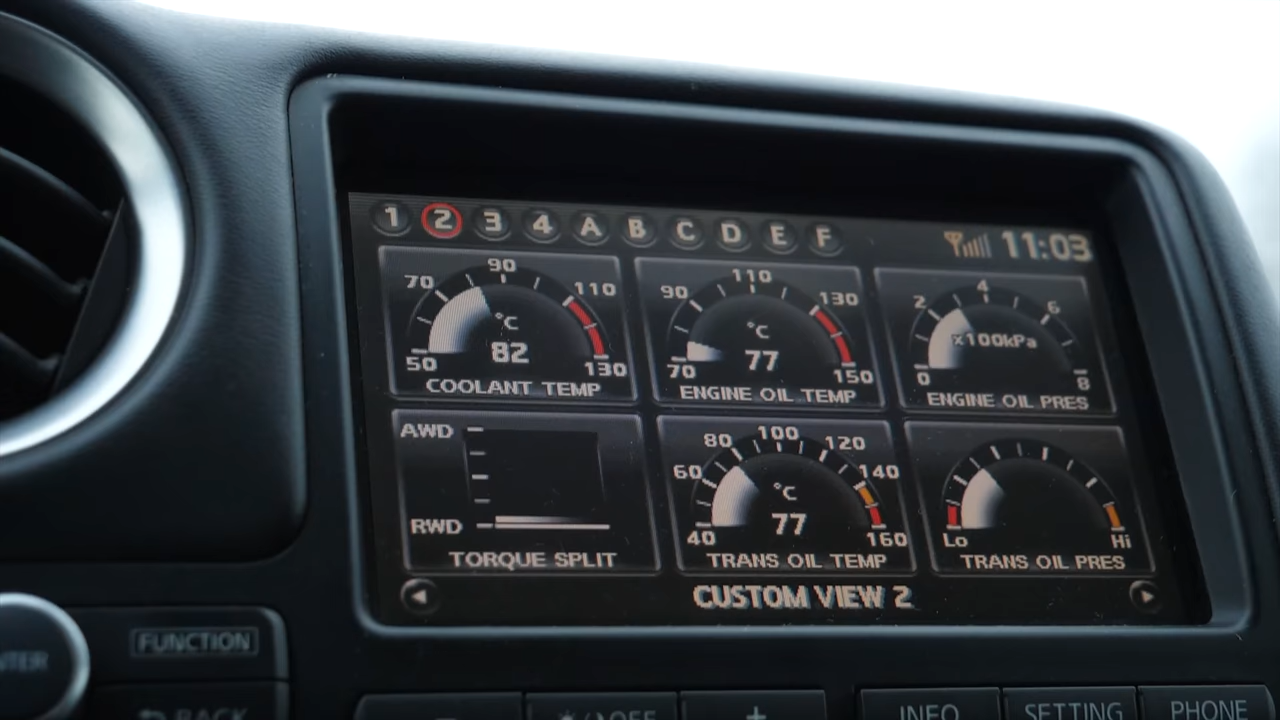 1 2 3 4 A B C D E F 11:03
50 70 90 110 130
°C
82
COOLANT TEMP
70 90 110 130 150
°C
77
ENGINE OIL TEMP
0 2 4 6 8
x100kPa
ENGINE OIL PRES
AWD
RWD
TORQUE SPLIT
40 60 80 100 120 140 160
°C
77
TRANS OIL TEMP
Lo Hi
TRANS OIL PRES
CUSTOM VIEW 2
FUNCTION
BACK
- OFF +
INFO SETTING PHONE